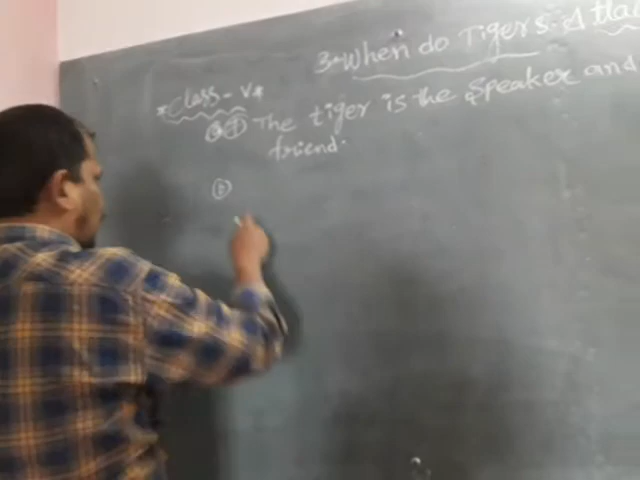 3. When do Tigers A
*Class - V*
The tiger is the Speaker and
friend.
(b)